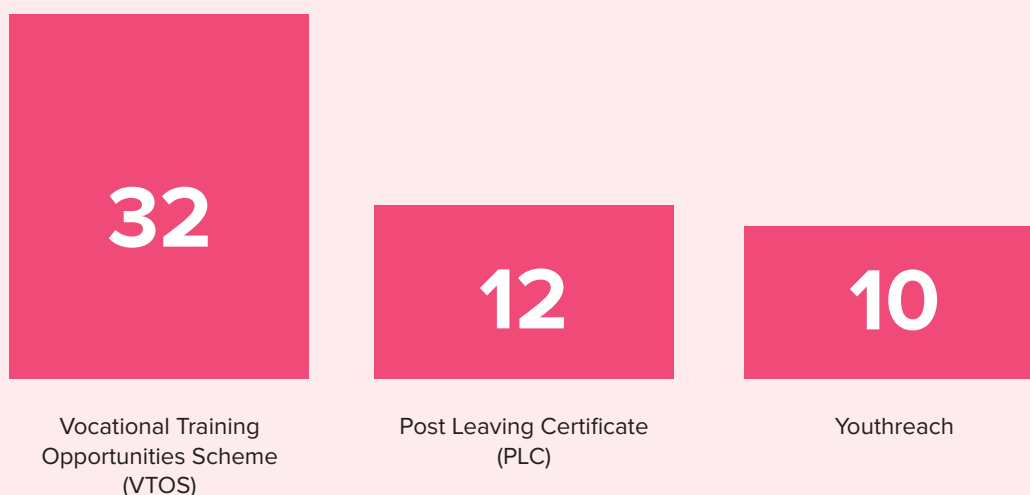 32
12
10
Vocational Training
Opportunities Scheme
(VTOS)
Post Leaving Certificate
(PLC)
Youthreach